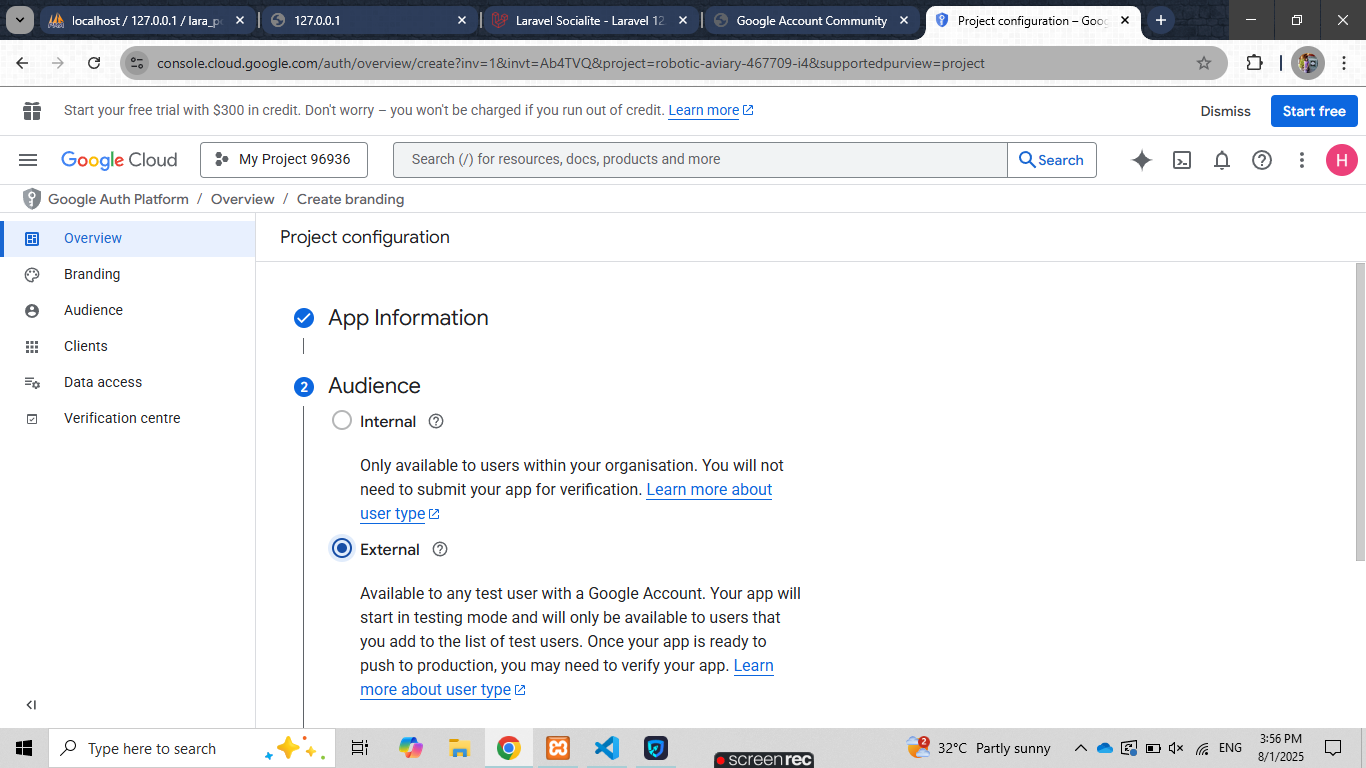 localhost / 127.0.0.1 / lara_p
127.0.0.1
Laravel Socialite - Laravel 12
Google Account Community
Project configuration – Goog
console.cloud.google.com/auth/overview/create?inv=1&invt=Ab4TVQ&project=robotic-aviary-467709-i4&supportedpurview=project
Start your free trial with $300 in credit. Don't worry – you won't be charged if you run out of credit. Learn more
Dismiss
Start free
Google Cloud
My Project 96936
Search (/) for resources, docs, products and more
Search
H
Google Auth Platform / Overview / Create branding
Overview
Branding
Audience
Clients
Data access
Verification centre
Project configuration
App Information
2 Audience
Internal
Only available to users within your organisation. You will not
need to submit your app for verification. Learn more about
user type
External
Available to any test user with a Google Account. Your app will
start in testing mode and will only be available to users that
you add to the list of test users. Once your app is ready to
push to production, you may need to verify your app. Learn
more about user type
Type here to search
screenrec
2
32°C Partly sunny
ENG
3:56 PM
8/1/2025